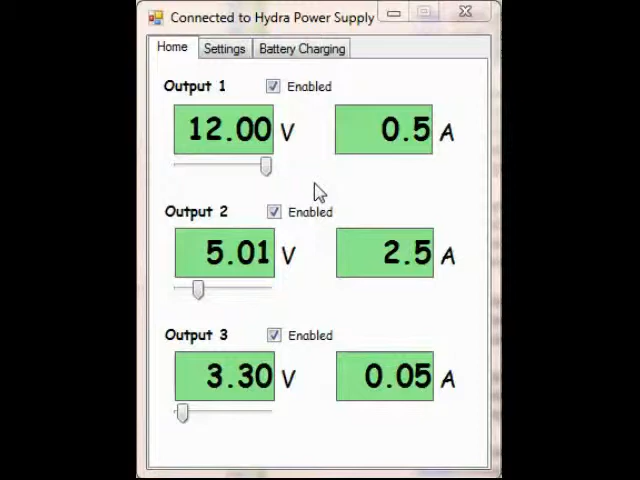 Connected to Hydra Power Supply
Home Settings Battery Charging
Output 1 Enabled
12.00 V 0.5 A
Output 2 Enabled
5.01 V 2.5 A
Output 3 Enabled
3.30 V 0.05 A